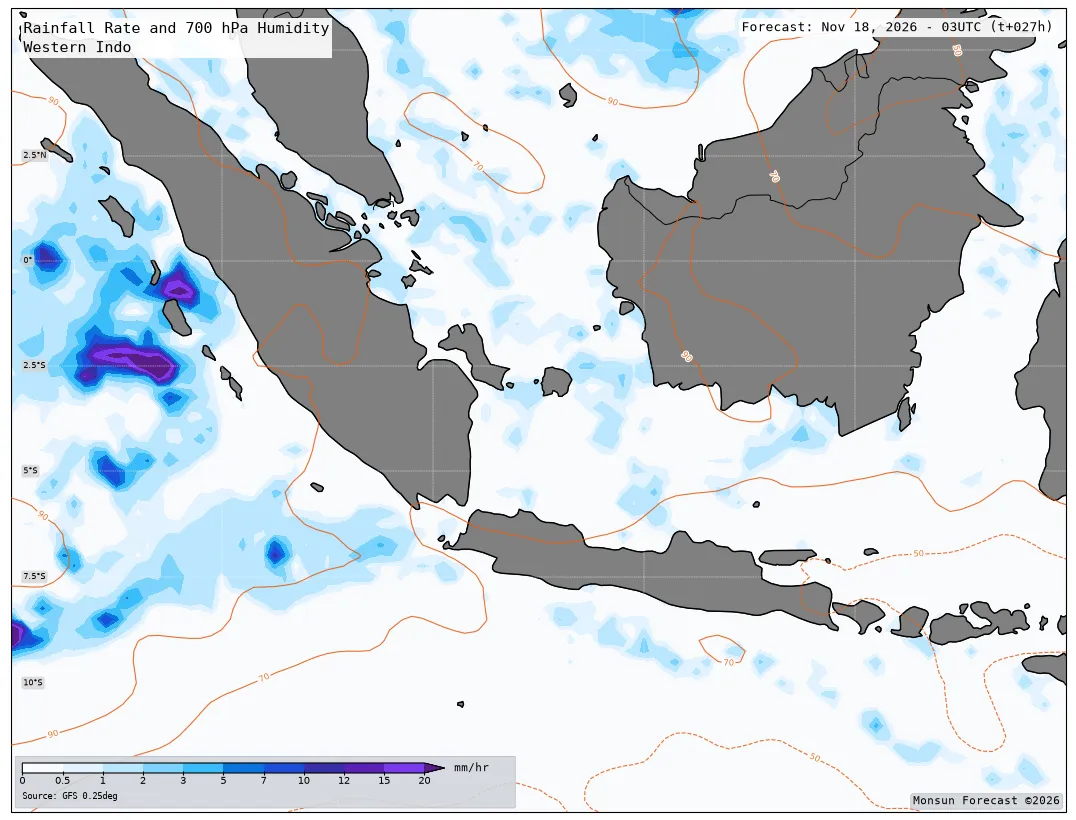 Rainfall Rate and 700 hPa Humidity
Western Indo
Forecast: Nov 18, 2026 - 03UTC (t+027h)
50
90
90
70
2.5°N
70
0°
90
2.5°S
5°S
90
50
7.5°S
70
70
10°S
90
50
0 0.5 1 2 3 5 7 10 12 15 20 mm/hr
Source: GFS 0.25deg
Monsun Forecast ©2026